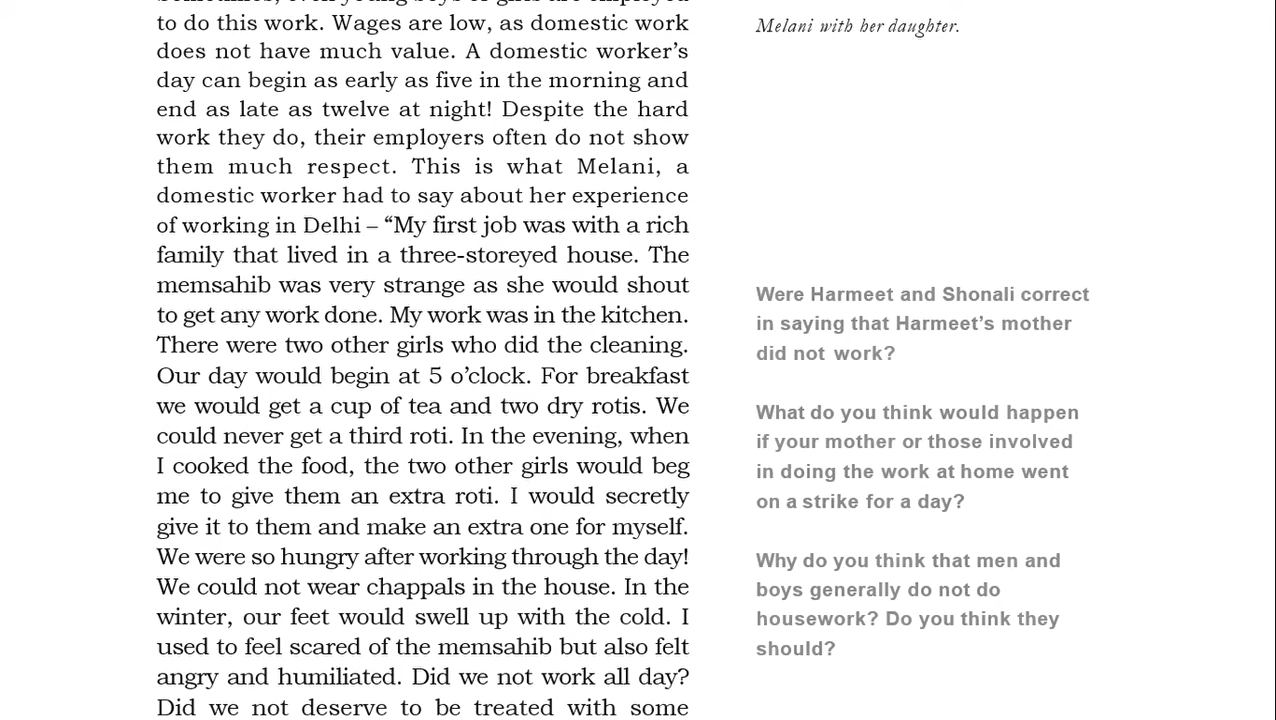 to do this work. Wages are low, as domestic work
does not have much value. A domestic worker’s
day can begin as early as five in the morning and
end as late as twelve at night! Despite the hard
work they do, their employers often do not show
them much respect. This is what Melani, a
domestic worker had to say about her experience
of working in Delhi – “My first job was with a rich
family that lived in a three-storeyed house. The
memsahib was very strange as she would shout
to get any work done. My work was in the kitchen.
There were two other girls who did the cleaning.
Our day would begin at 5 o’clock. For breakfast
we would get a cup of tea and two dry rotis. We
could never get a third roti. In the evening, when
I cooked the food, the two other girls would beg
me to give them an extra roti. I would secretly
give it to them and make an extra one for myself.
We were so hungry after working through the day!
We could not wear chappals in the house. In the
winter, our feet would swell up with the cold. I
used to feel scared of the memsahib but also felt
angry and humiliated. Did we not work all day?
Did we not deserve to be treated with some
Melani with her daughter.
Were Harmeet and Shonali correct
in saying that Harmeet’s mother
did not work?
What do you think would happen
if your mother or those involved
in doing the work at home went
on a strike for a day?
Why do you think that men and
boys generally do not do
housework? Do you think they
should?